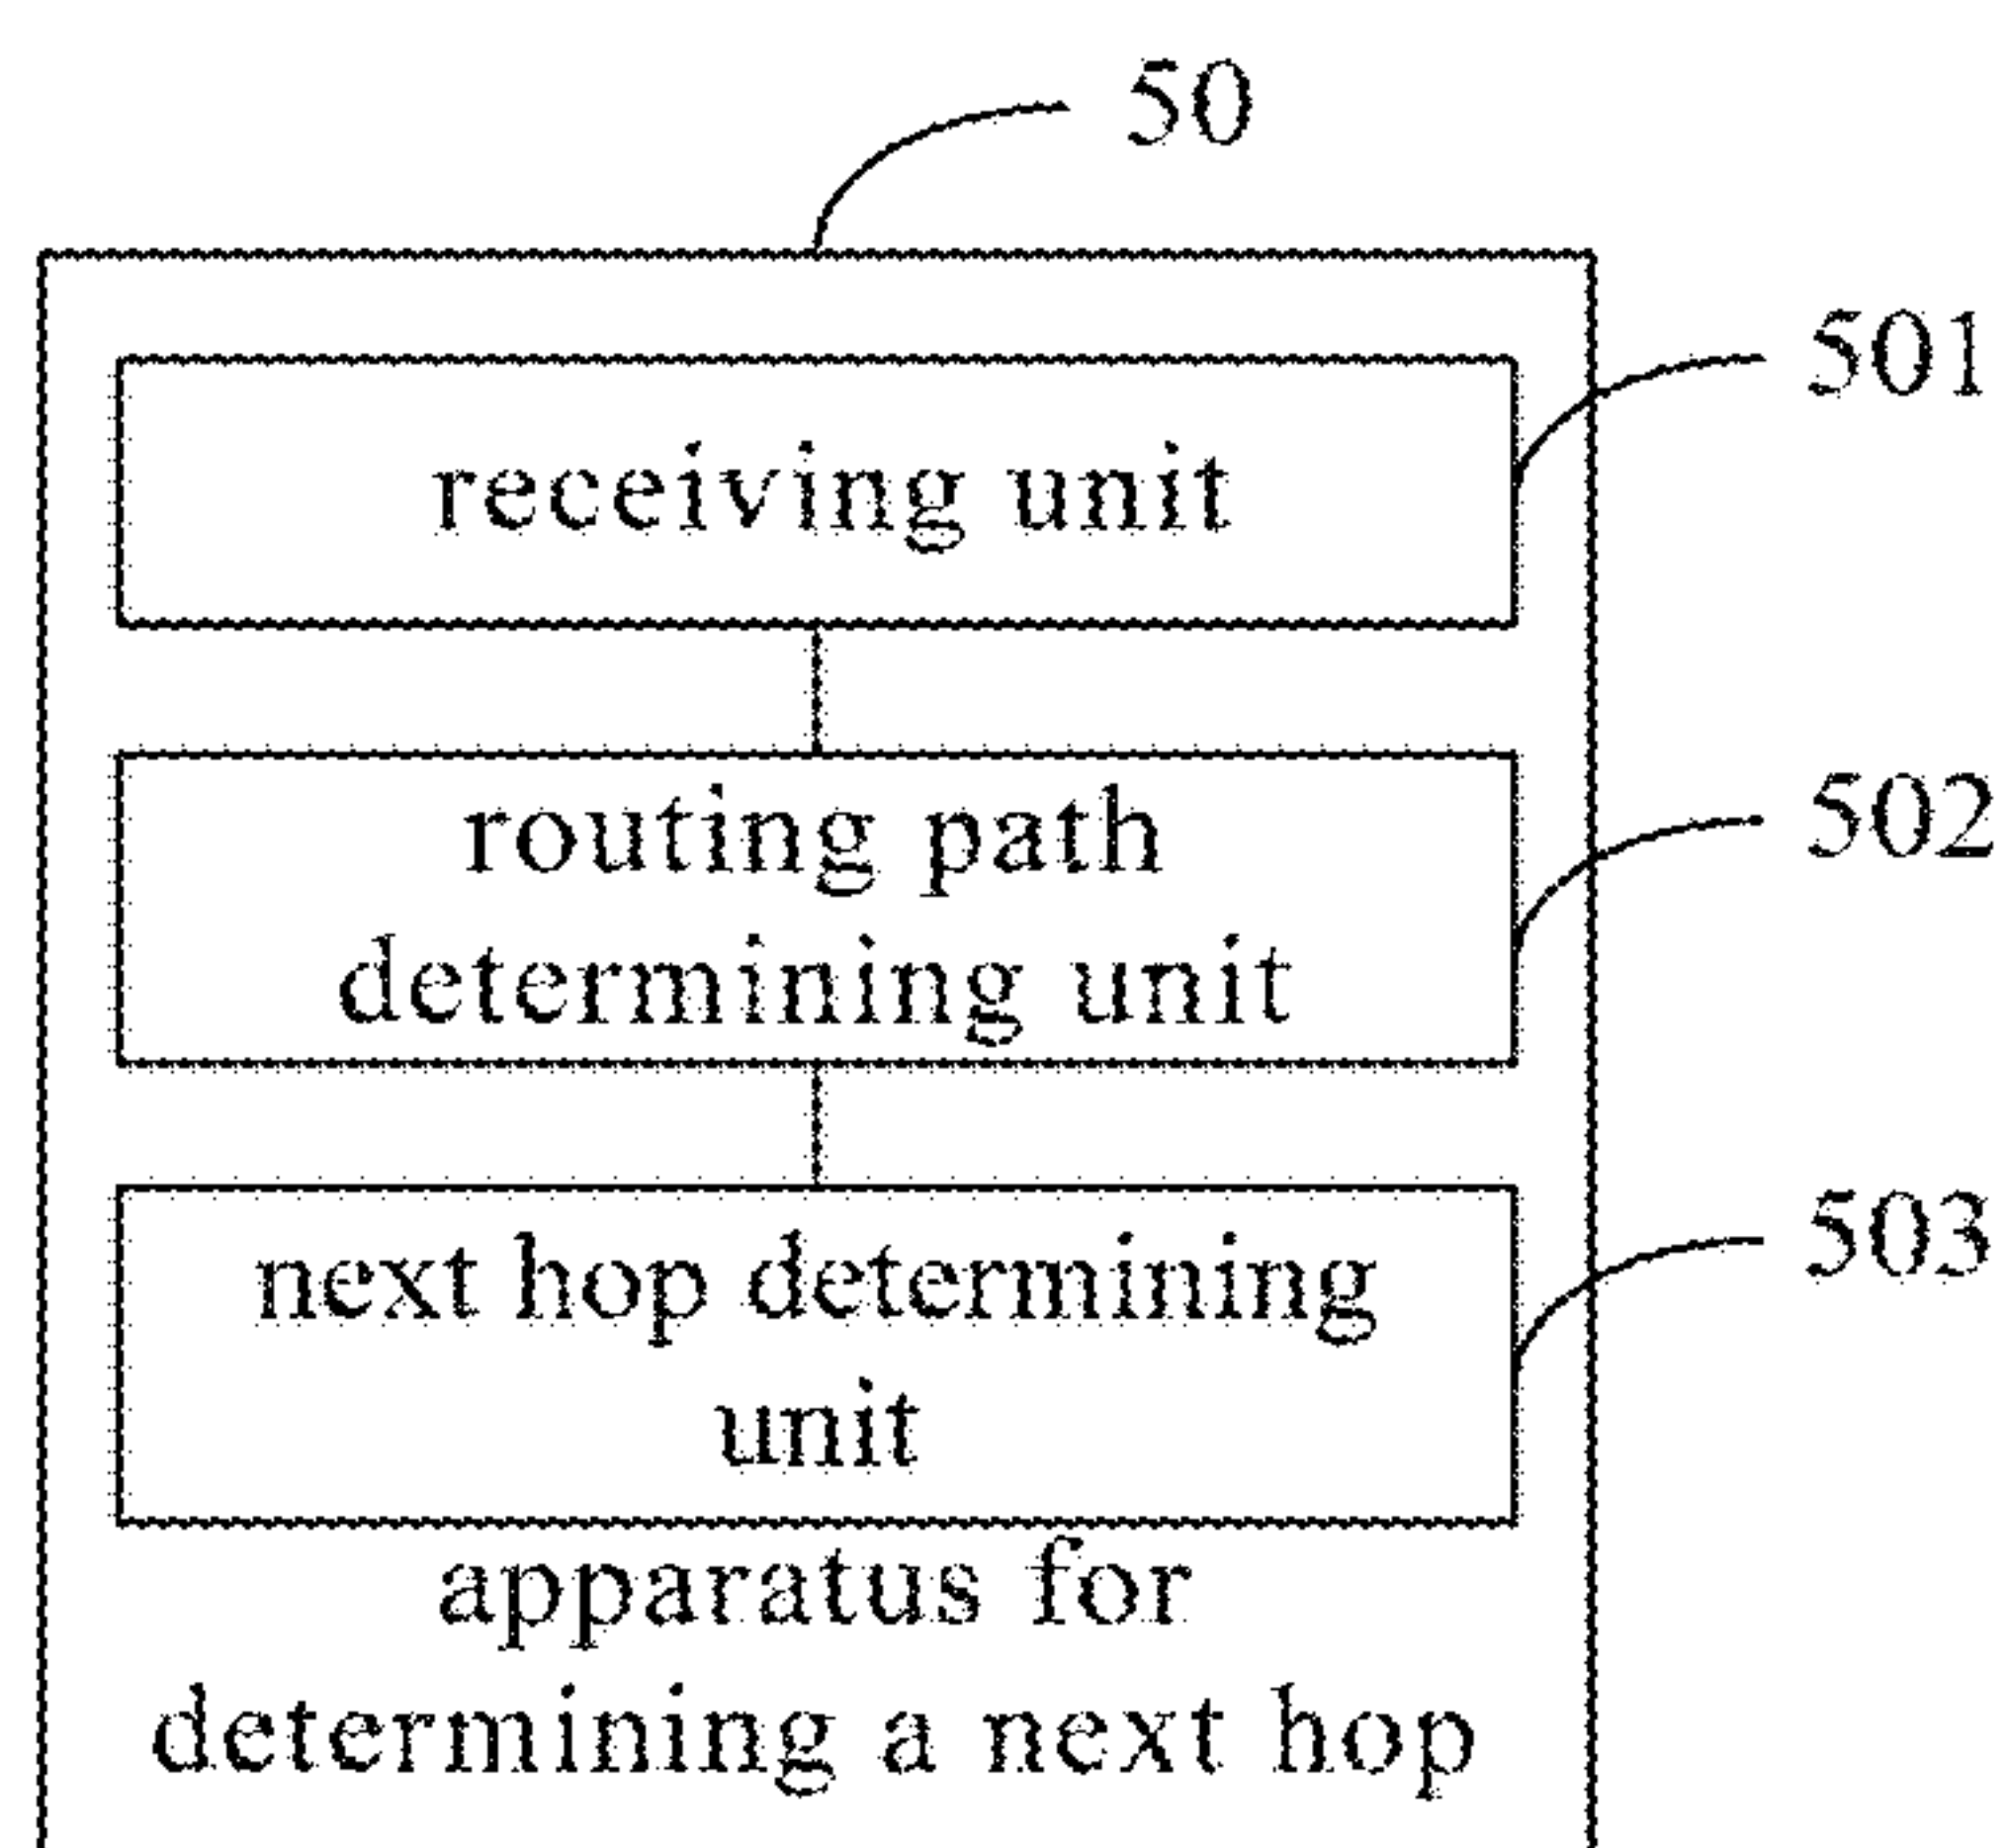 50
501
receiving unit
502
routing path
determining unit
503
next hop determining
unit
apparatus for
determining a next hop